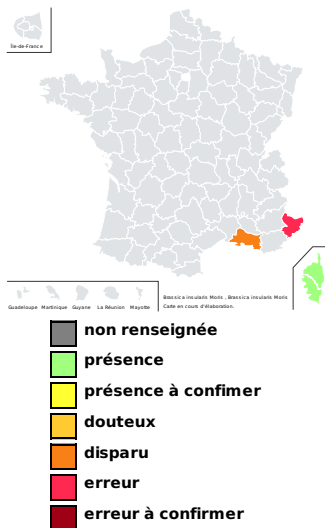 Île-de-France
Brassica insularis Moris , Brassica insularis Moris
Carte en cours d'élaboration.
Guadeloupe Martinique Guyane La Réunion Mayotte
non renseignée
présence
présence à confimer
douteux
disparu
erreur
erreur à confirmer